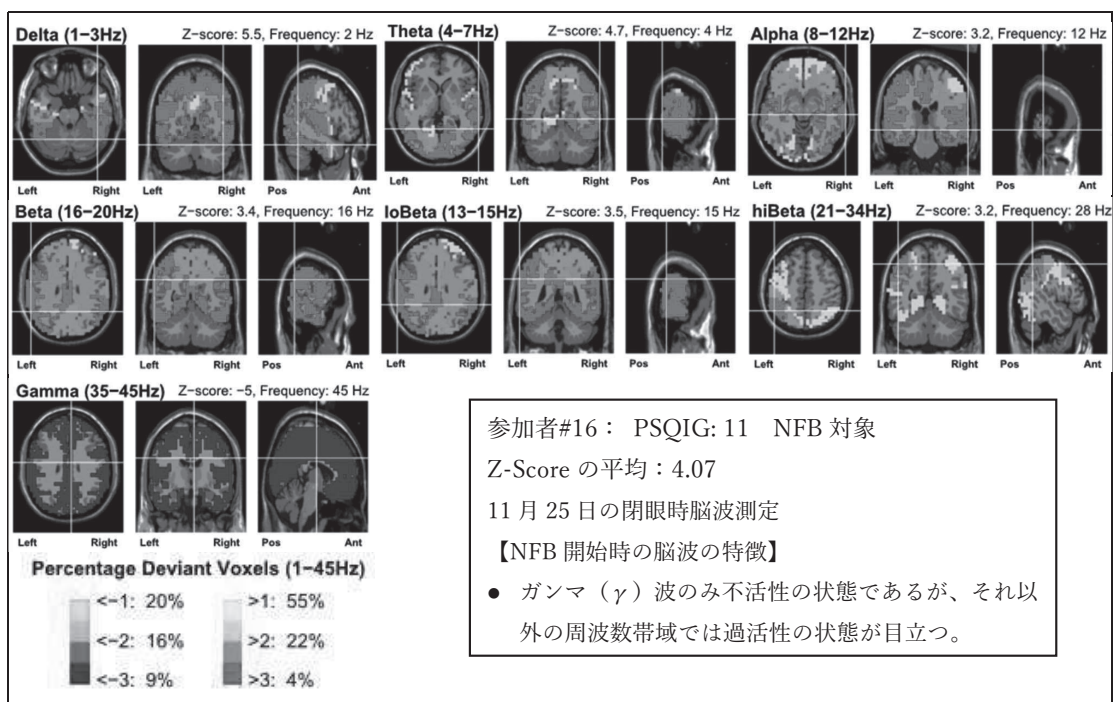 Delta (1−3Hz) Z-score: 5.5, Frequency: 2 Hz
Left Right Left Right Pos Ant
Theta (4−7Hz) Z-score: 4.7, Frequency: 4 Hz
Left Right Left Right Pos Ant
Alpha (8−12Hz) Z-score: 3.2, Frequency: 12 Hz
Left Right Left Right Pos Ant
Beta (16−20Hz) Z-score: 3.4, Frequency: 16 Hz
Left Right Left Right Pos Ant
loBeta (13−15Hz) Z-score: 3.5, Frequency: 15 Hz
Left Right Left Right Pos Ant
hiBeta (21−34Hz) Z-score: 3.2, Frequency: 28 Hz
Left Right Left Right Pos Ant
Gamma (35−45Hz) Z-score: −5, Frequency: 45 Hz
Left Right Left Right Pos Ant
Percentage Deviant Voxels (1−45Hz)
<−1: 20% >1: 55%
<−2: 16% >2: 22%
<−3: 9% >3: 4%
参加者#16： PSQIG: 11 NFB 対象
Z-Score の平均：4.07
11 月 25 日の閉眼時脳波測定
【NFB 開始時の脳波の特徴】
● ガンマ（γ）波のみ不活性の状態であるが、それ以
外の周波数帯域では過活性の状態が目立つ。